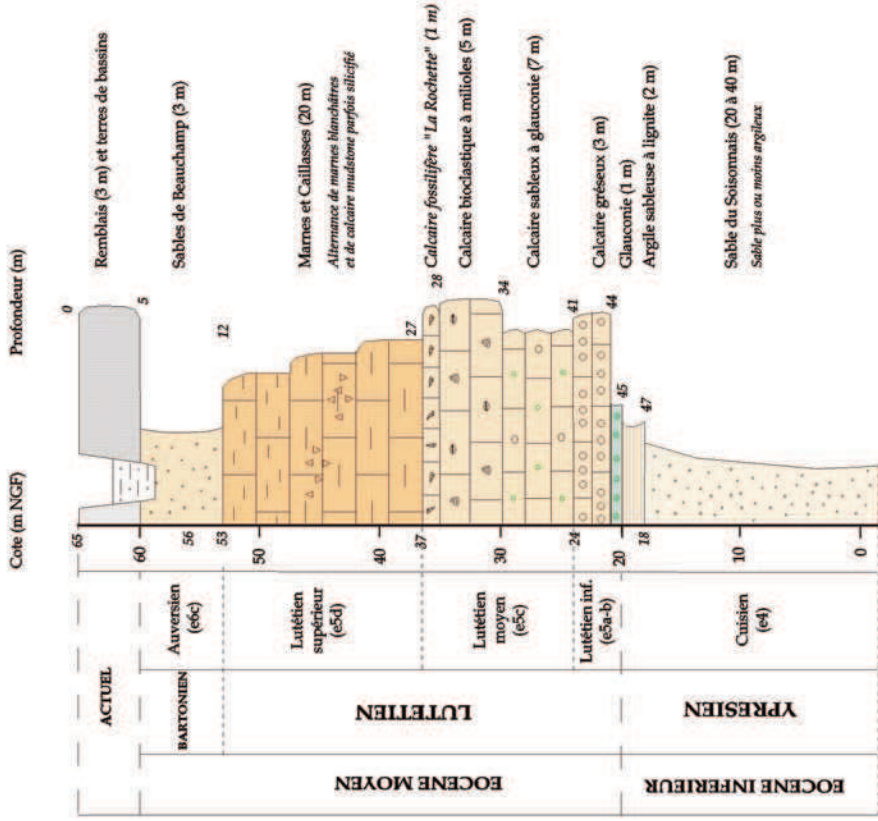 Cote (m NGF)
Profondeur (m)
EOCENE MOYEN
EOCENE INFERIEUR
ACTUEL
BARTONIEN
LUTETIEN
YPRESIEN
Auversien
(e6c)
Lutétien
supérieur
(e5d)
Lutétien
moyen
(e5c)
Lutétien inf.
(e5a-b)
Cuisien
(e4)
65
60
56
53
50
40
37
30
24
20
18
10
0
0
5
12
27
28
34
41
44
45
47
Remblais (3 m) et terres de bassins
Sables de Beauchamp (3 m)
Marnes et Caillasses (20 m)
Alternance de marnes blanchâtres
et de calcaire mudstone parfois silicifié
Calcaire fossilifère "La Rochette" (1 m)
Calcaire bioclastique à milioles (5 m)
Calcaire sableux à glauconie (7 m)
Calcaire gréseux (3 m)
Glauconie (1 m)
Argile sableuse à lignite (2 m)
Sable du Soisonnais (20 à 40 m)
Sable plus ou moins argileux